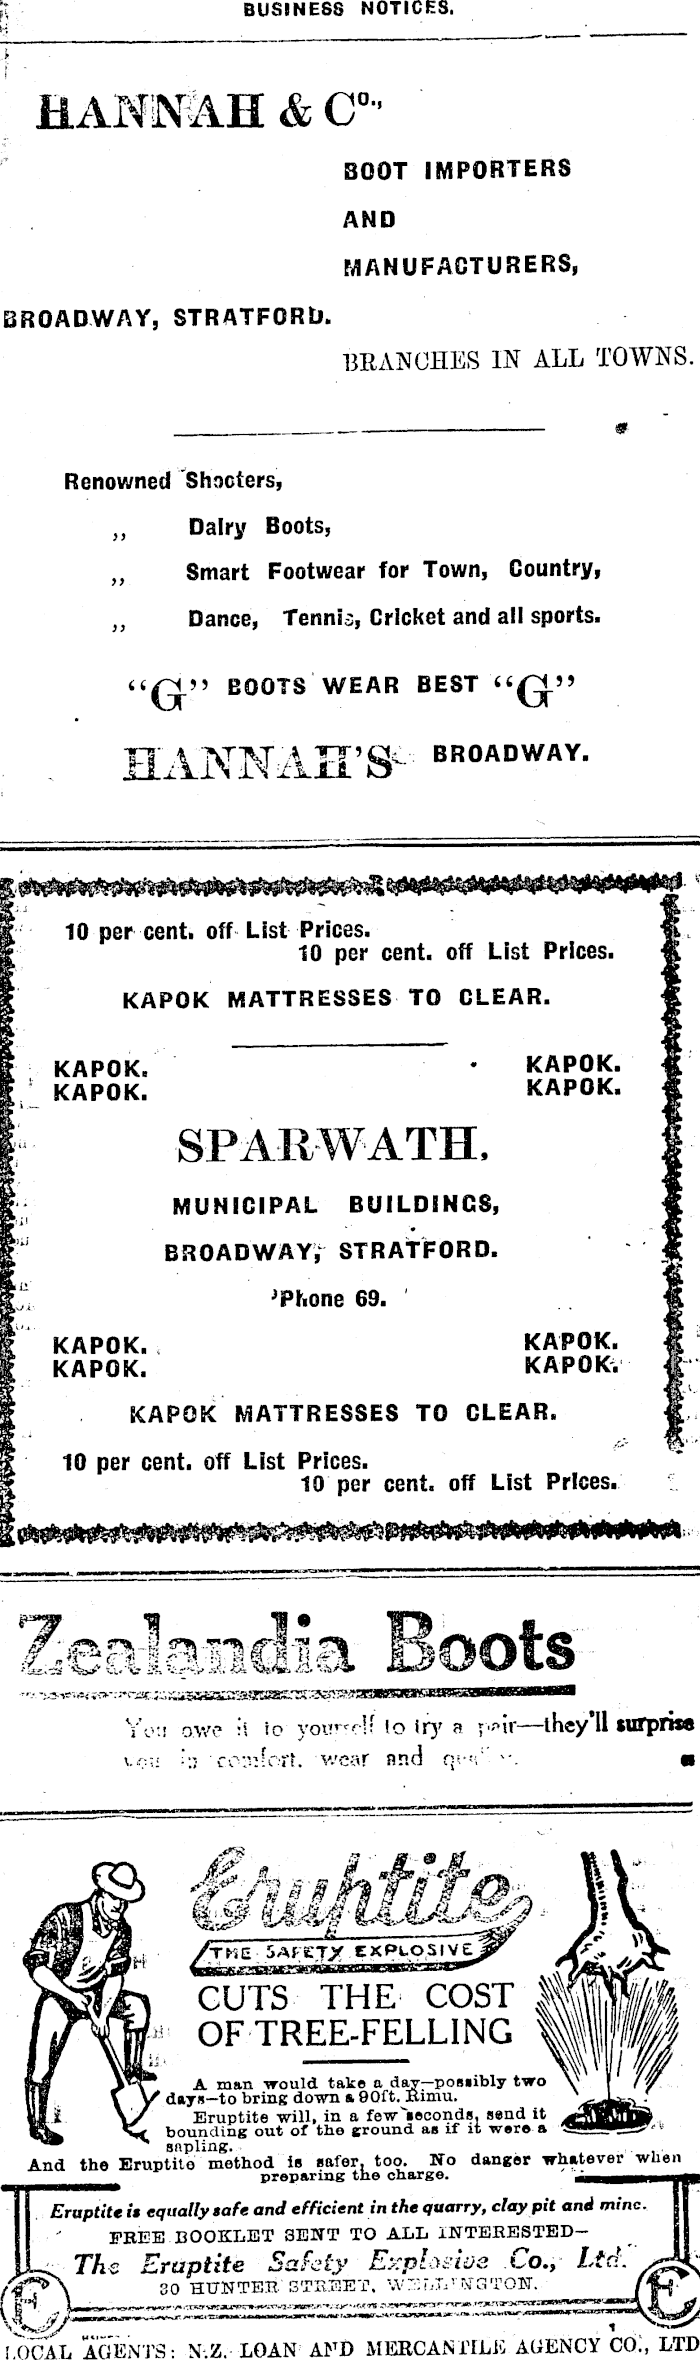 BUSINESS NOTICES.
HANNAH & Co.,
BOOT IMPORTERS
AND
MANUFACTURERS,
BROADWAY, STRATFORD.
BRANCHES IN ALL TOWNS.
Renowned Shooters,
,, Dairy Boots,
,, Smart Footwear for Town, Country,
,, Dance, Tennis, Cricket and all sports.
"G" BOOTS WEAR BEST "G"
HANNAH'S BROADWAY.
10 per cent. off List Prices.
10 per cent. off List Prices.
KAPOK MATTRESSES TO CLEAR.
KAPOK. KAPOK.
KAPOK. KAPOK.
SPARWATH,
MUNICIPAL BUILDINGS,
BROADWAY, STRATFORD.
'Phone 69.
KAPOK. KAPOK.
KAPOK. KAPOK.
KAPOK MATTRESSES TO CLEAR.
10 per cent. off List Prices.
10 per cent. off List Prices.
Zealandia Boots
You owe it to yourself to try a pair—they'll surprise
you in comfort, wear and
Eruptite
THE SAFETY EXPLOSIVE
CUTS THE COST
OF TREE-FELLING
A man would take a day—possibly two
days—to bring down a 90ft. Rimu.
Eruptite will, in a few seconds, send it
bounding out of the ground as if it were a
sapling.
And the Eruptite method is safer, too. No danger whatever when
preparing the charge.
Eruptite is equally safe and efficient in the quarry, clay pit and mine.
FREE BOOKLET SENT TO ALL INTERESTED—
The Eruptite Safety Explosive Co., Ltd.
30 HUNTER STREET, WELLINGTON.
E E
LOCAL AGENTS: N.Z. LOAN AND MERCANTILE AGENCY CO., LTD